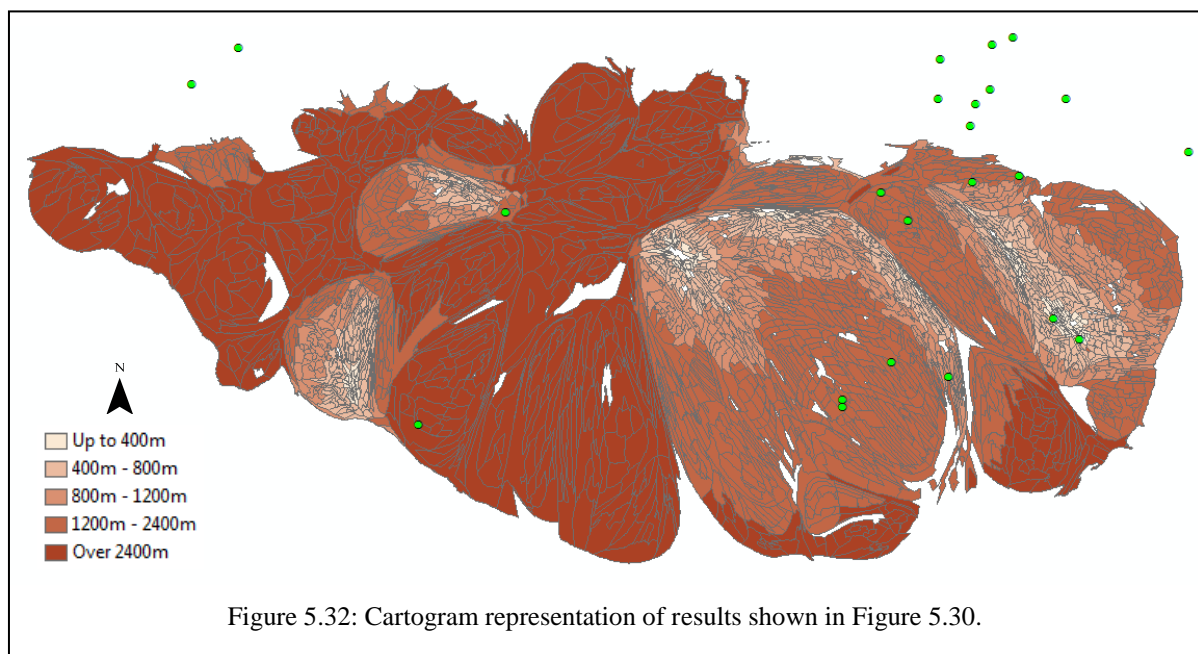 N
Up to 400m
400m - 800m
800m - 1200m
1200m - 2400m
Over 2400m
Figure 5.32: Cartogram representation of results shown in Figure 5.30.